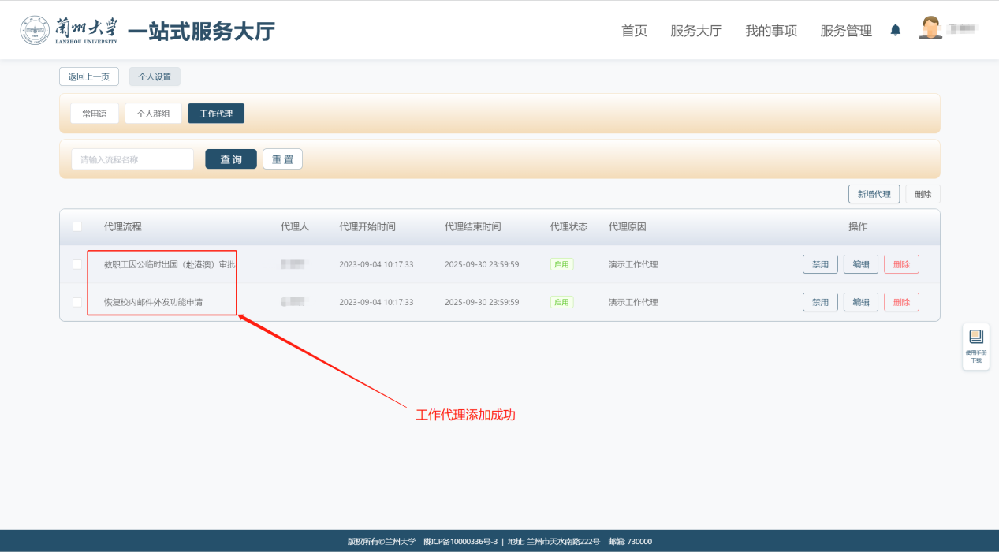 兰州大学 LANZHOU UNIVERSITY 一站式服务大厅 首页 服务大厅 我的事项 服务管理
返回上一页 个人设置
常用语 个人群组 工作代理
请输入流程名称 查 询 重 置
新增代理 删除
代理流程 代理人 代理开始时间 代理结束时间 代理状态 代理原因 操作
教职工因公临时出国（赴港澳）审批 2023-09-04 10:17:33 2025-09-30 23:59:59 启用 演示工作代理 禁用 编辑 删除
恢复校内邮件外发功能申请 2023-09-04 10:17:33 2025-09-30 23:59:59 启用 演示工作代理 禁用 编辑 删除
使用手册
下载
工作代理添加成功
版权所有©兰州大学 陇ICP备10000336号-3 | 地址: 兰州市天水南路222号 邮编: 730000